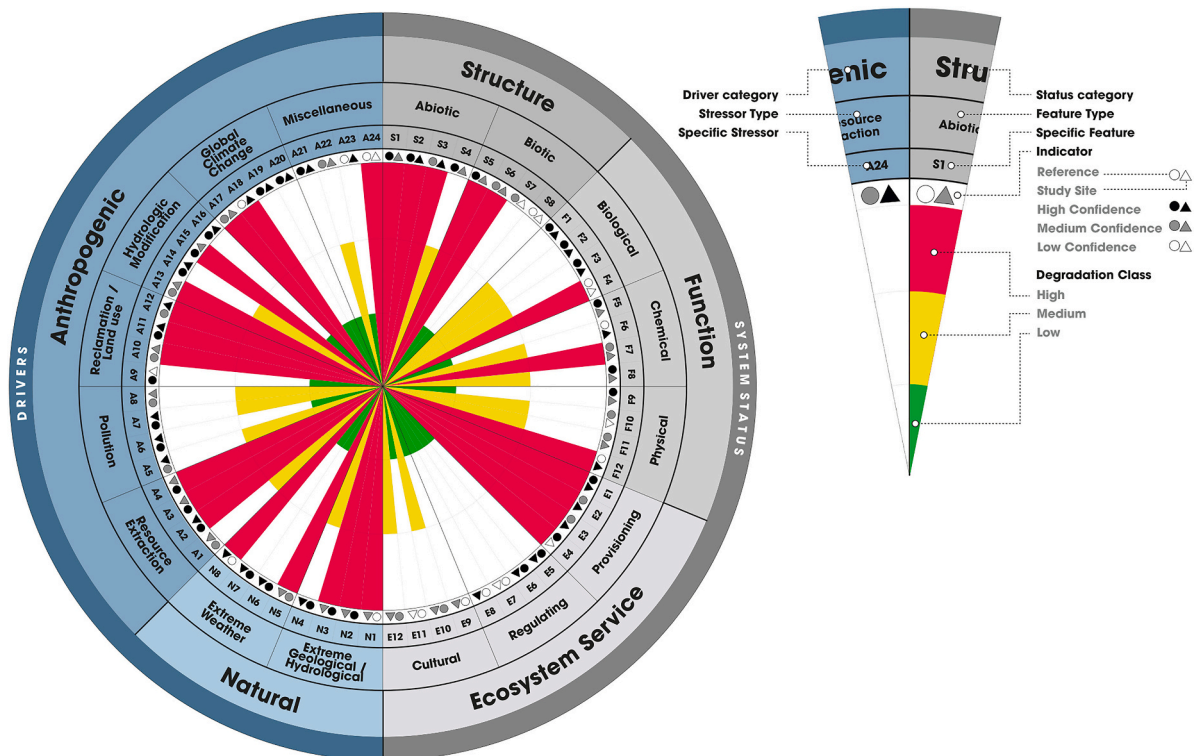 DRIVERS
SYSTEM STATUS
Anthropogenic
Natural
Structure
Function
Ecosystem Service
Miscellaneous
Global
Climate
Change
Hydrologic
Modification
Reclamation /
Land use
Pollution
Resource
Extraction
Extreme
Weather
Extreme
Geological /
Hydrological
Abiotic
Biotic
Biological
Chemical
Physical
Provisioning
Regulating
Cultural
S1
S2
S3
S4
S5
S6
S7
S8
F1
F2
F3
F4
F5
F6
F7
F8
F9
F10
F11
F12
E1
E2
E3
E4
E5
E6
E7
E8
E9
E10
E11
E12
N1
N2
N3
N4
N5
N6
N7
N8
A1
A2
A3
A4
A5
A6
A7
A8
A9
A10
A11
A12
A13
A14
A15
A16
A17
A18
A19
A20
A21
A22
A23
A24
enic
Stru
source
action
Abiotic
A24
S1
Driver category
Stressor Type
Specific Stressor
Status category
Feature Type
Specific Feature
Indicator
Reference
Study Site
High Confidence
Medium Confidence
Low Confidence
Degradation Class
High
Medium
Low